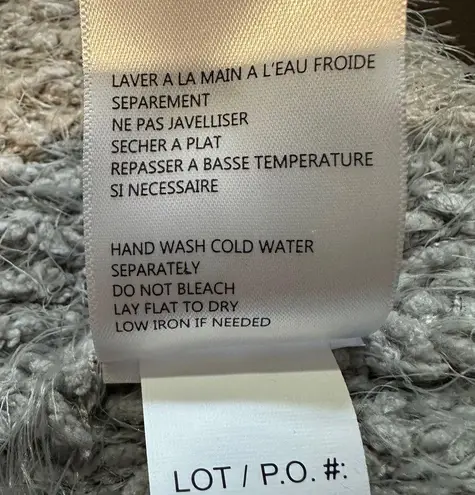 LAVER A LA MAIN A L'EAU FROIDE
SEPAREMENT
NE PAS JAVELLISER
SECHER A PLAT
REPASSER A BASSE TEMPERATURE
SI NECESSAIRE
HAND WASH COLD WATER
SEPARATELY
DO NOT BLEACH
LAY FLAT TO DRY
LOW IRON IF NEEDED
LOT / P.O. #: